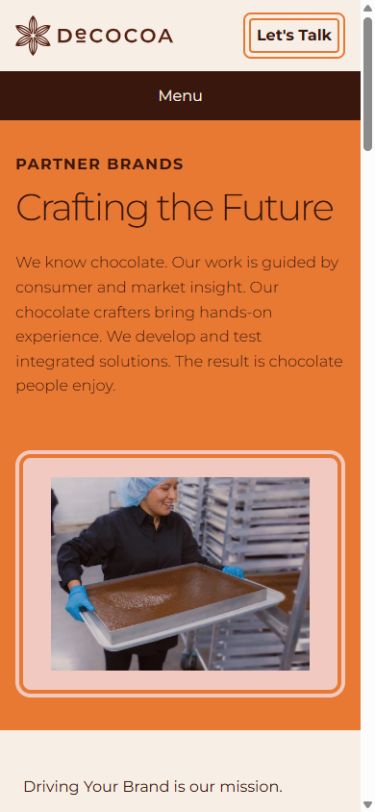 DeCOCOA
Let's Talk
Menu
PARTNER BRANDS
Crafting the Future
We know chocolate. Our work is guided by
consumer and market insight. Our
chocolate crafters bring hands-on
experience. We develop and test
integrated solutions. The result is chocolate
people enjoy.
Driving Your Brand is our mission.